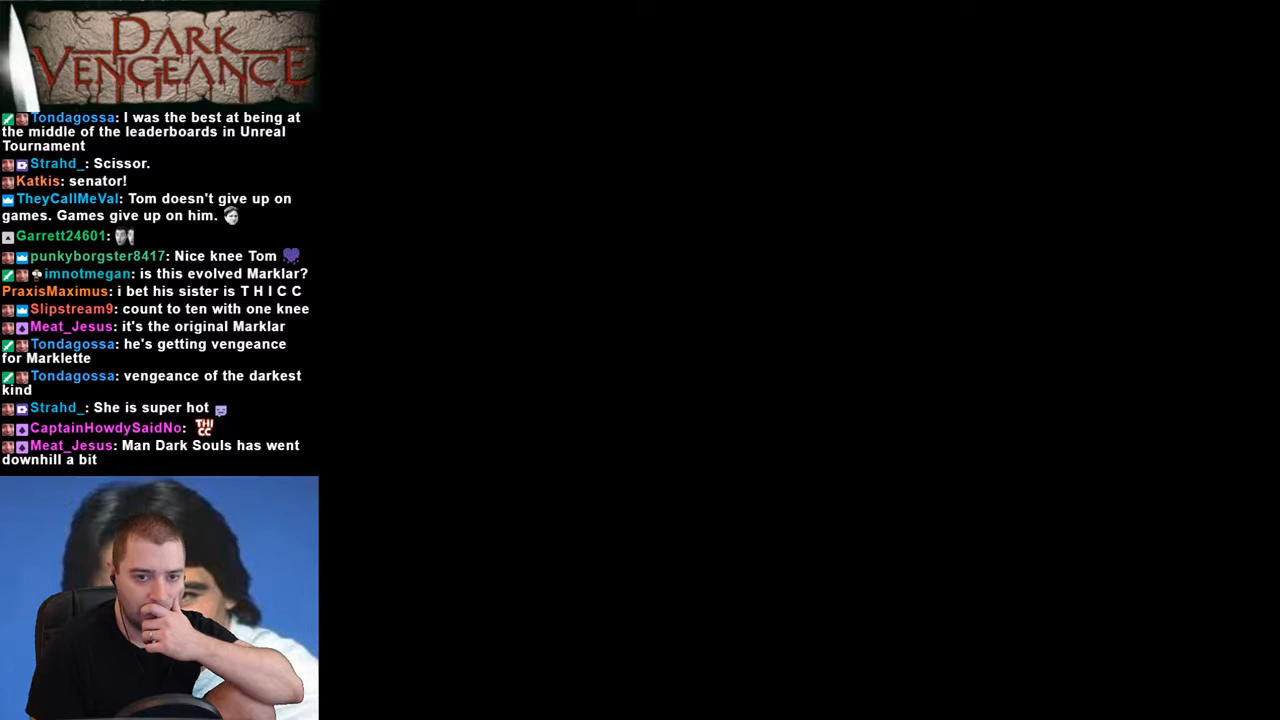 DARK
VENGEANCE
Tondagossa: I was the best at being at
the middle of the leaderboards in Unreal
Tournament
Strahd_: Scissor.
Katkis: senator!
TheyCallMeVal: Tom doesn't give up on
games. Games give up on him.
Garrett24601:
punkyborgster8417: Nice knee Tom
imnotmegan: is this evolved Marklar?
PraxisMaximus: i bet his sister is T H I C C
Slipstream9: count to ten with one knee
Meat_Jesus: it's the original Marklar
Tondagossa: he's getting vengeance
for Marklette
Tondagossa: vengeance of the darkest
kind
Strahd_: She is super hot
CaptainHowdySaidNo: THI
CC
Meat_Jesus: Man Dark Souls has went
downhill a bit